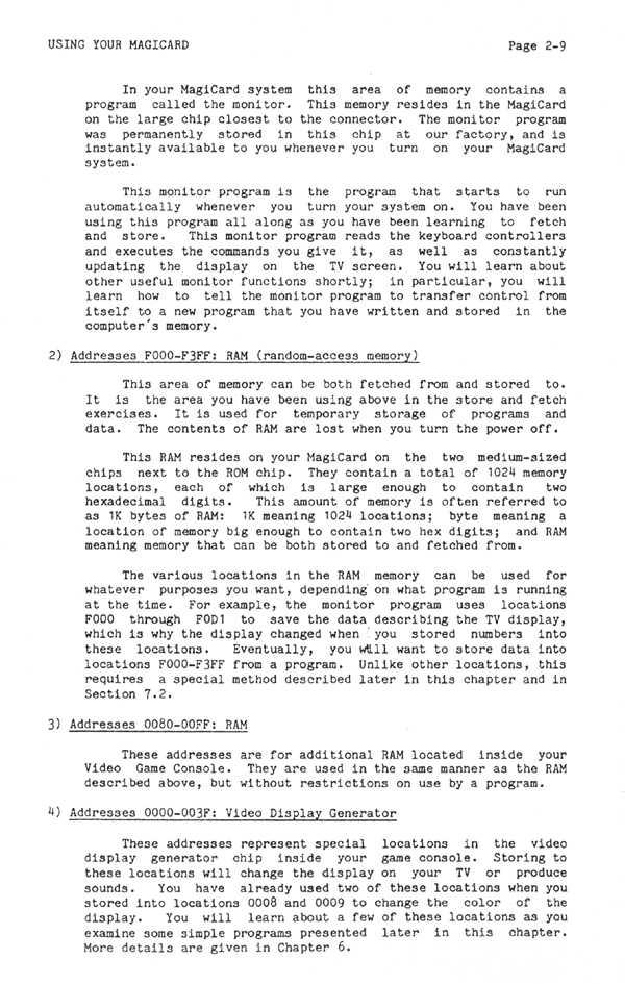 USING YOUR MAGICARD Page 2-9
In your MagiCard system this area of memory contains a
program called the monitor. This memory resides in the MagiCard
on the large chip closest to the connector. The monitor program
was permanently stored in this chip at our factory, and is
instantly available to you whenever you turn on your MagiCard
system.
This monitor program is the program that starts to run
automatically whenever you turn your system on. You have been
using this program all along as you have been learning to fetch
and store. This monitor program reads the keyboard controllers
and executes the commands you give it, as well as constantly
updating the display on the TV screen. You will learn about
other useful monitor functions shortly; in particular, you will
learn how to tell the monitor program to transfer control from
itself to a new program that you have written and stored in the
computer's memory.
2) Addresses F000-F3FF: RAM (random-access memory)
This area of memory can be both fetched from and stored to.
It is the area you have been using above in the store and fetch
exercises. It is used for temporary storage of programs and
data. The contents of RAM are lost when you turn the power off.
This RAM resides on your MagiCard on the two medium-sized
chips next to the ROM chip. They contain a total of 1024 memory
locations, each of which is large enough to contain two
hexadecimal digits. This amount of memory is often referred to
as 1K bytes of RAM: 1K meaning 1024 locations; byte meaning a
location of memory big enough to contain two hex digits; and RAM
meaning memory that can be both stored to and fetched from.
The various locations in the RAM memory can be used for
whatever purposes you want, depending on what program is running
at the time. For example, the monitor program uses locations
F000 through F0D1 to save the data describing the TV display,
which is why the display changed when you stored numbers into
these locations. Eventually, you will want to store data into
locations F000-F3FF from a program. Unlike other locations, this
requires a special method described later in this chapter and in
Section 7.2.
3) Addresses 0080-00FF: RAM
These addresses are for additional RAM located inside your
Video Game Console. They are used in the same manner as the RAM
described above, but without restrictions on use by a program.
4) Addresses 0000-003F: Video Display Generator
These addresses represent special locations in the video
display generator chip inside your game console. Storing to
these locations will change the display on your TV or produce
sounds. You have already used two of these locations when you
stored into locations 0008 and 0009 to change the color of the
display. You will learn about a few of these locations as you
examine some simple programs presented later in this chapter.
More details are given in Chapter 6.